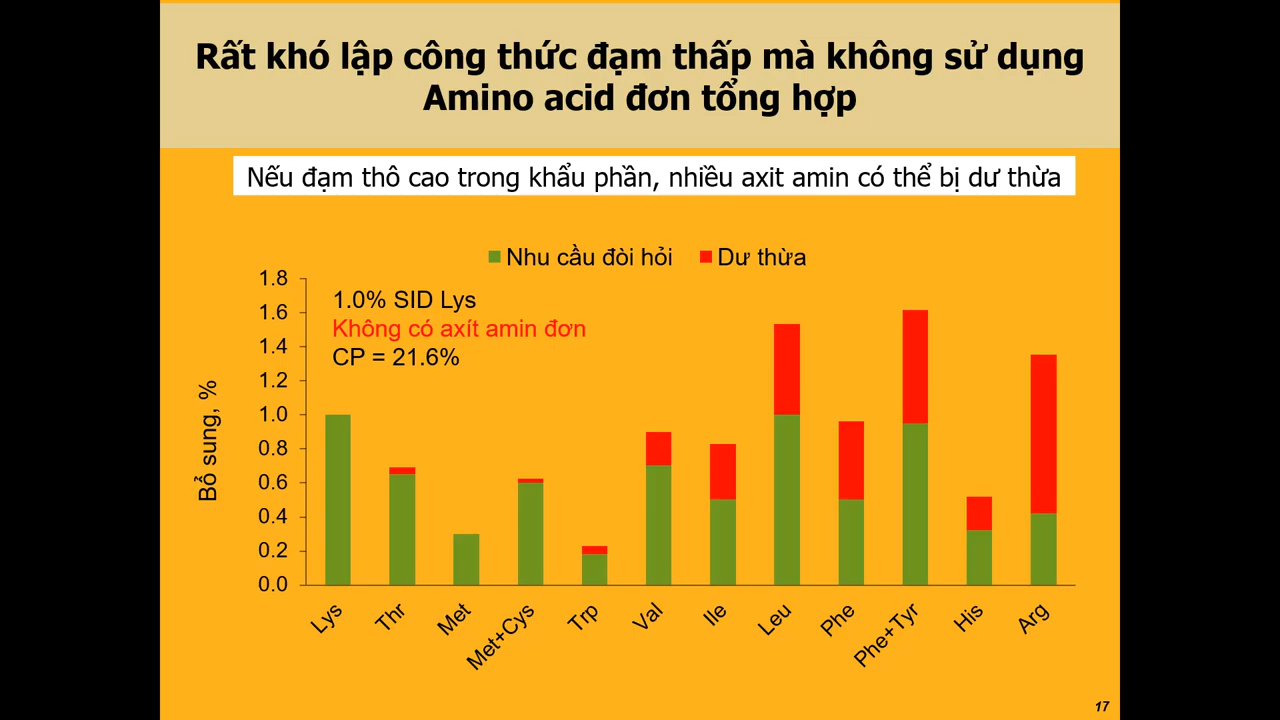 Rất khó lập công thức đạm thấp mà không sử dụng
Amino acid đơn tổng hợp
Nếu đạm thô cao trong khẩu phần, nhiều axit amin có thể bị dư thừa
Nhu cầu đòi hỏi Dư thừa
1.0% SID Lys
Không có axít amin đơn
CP = 21.6%
Bổ sung, %
1.8
1.6
1.4
1.2
1.0
0.8
0.6
0.4
0.2
0.0
Lys Thr Met Met+Cys Trp Val Ile Leu Phe Phe+Tyr His Arg
17